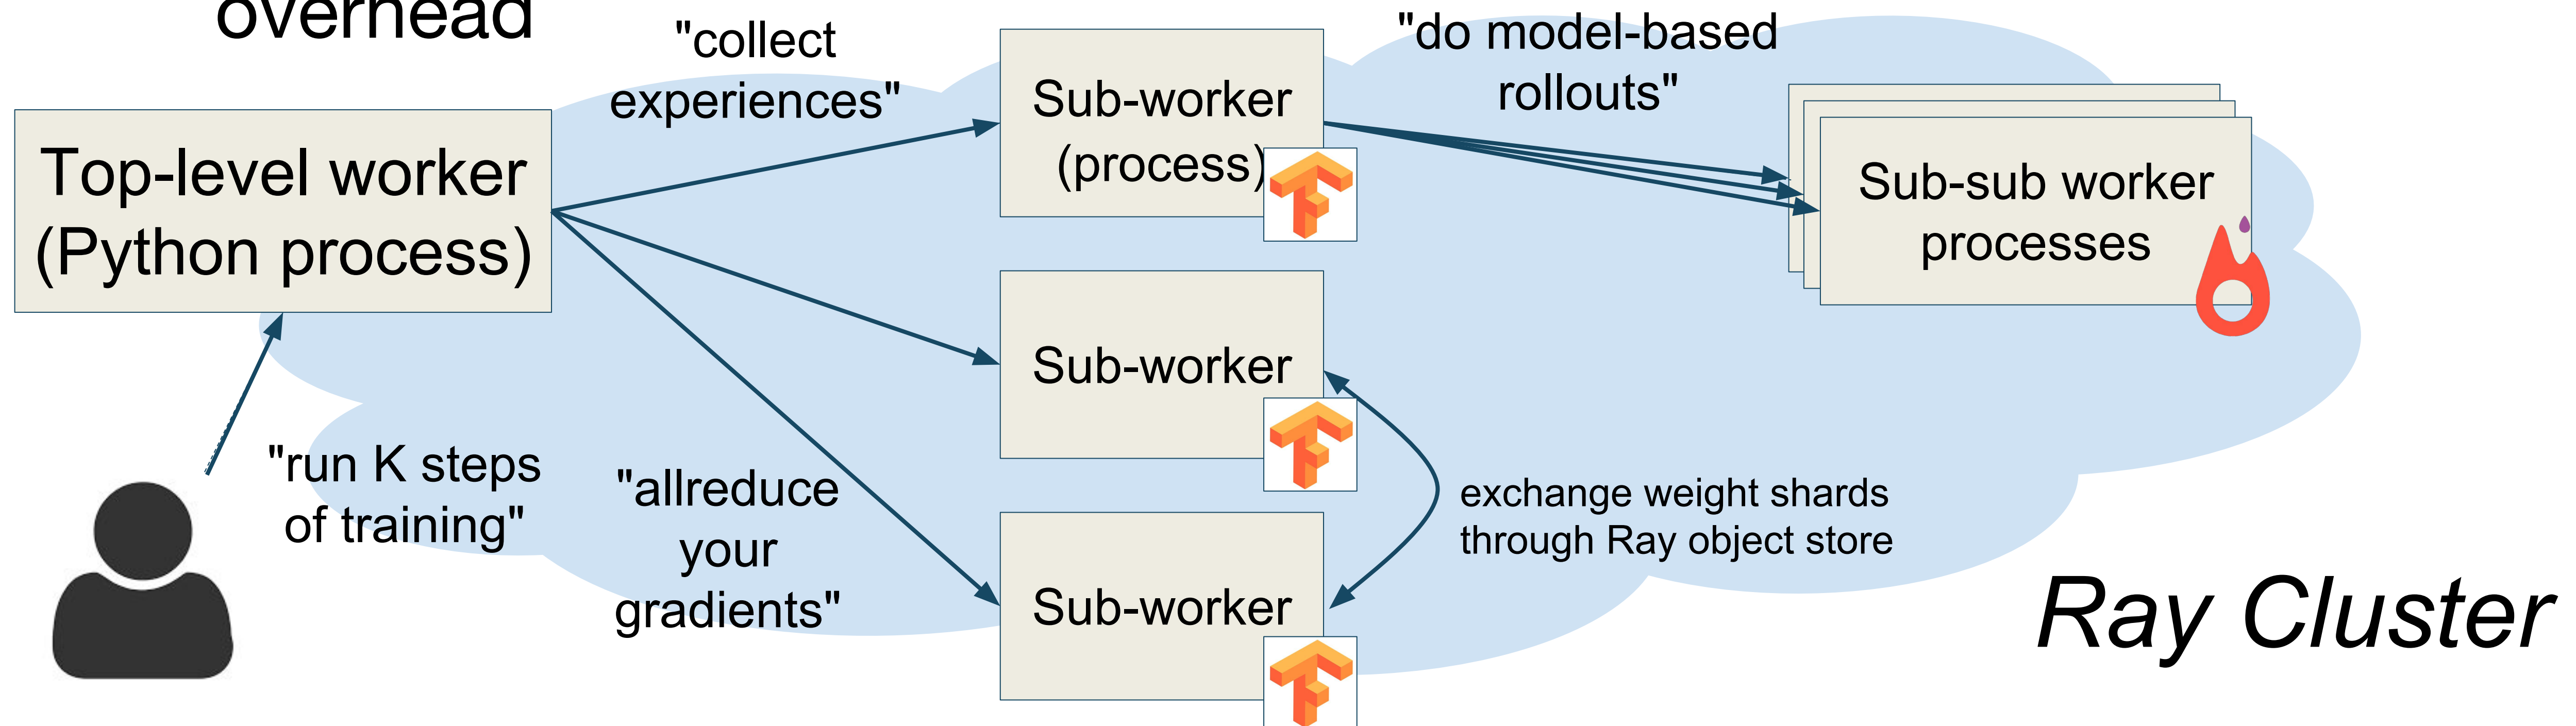 overhead
"collect
experiences"
"do model-based
rollouts"
Top-level worker
(Python process)
Sub-worker
(process)
Sub-sub worker
processes
Sub-worker
"run K steps
of training"
"allreduce
your
gradients"
exchange weight shards
through Ray object store
Sub-worker
Ray Cluster